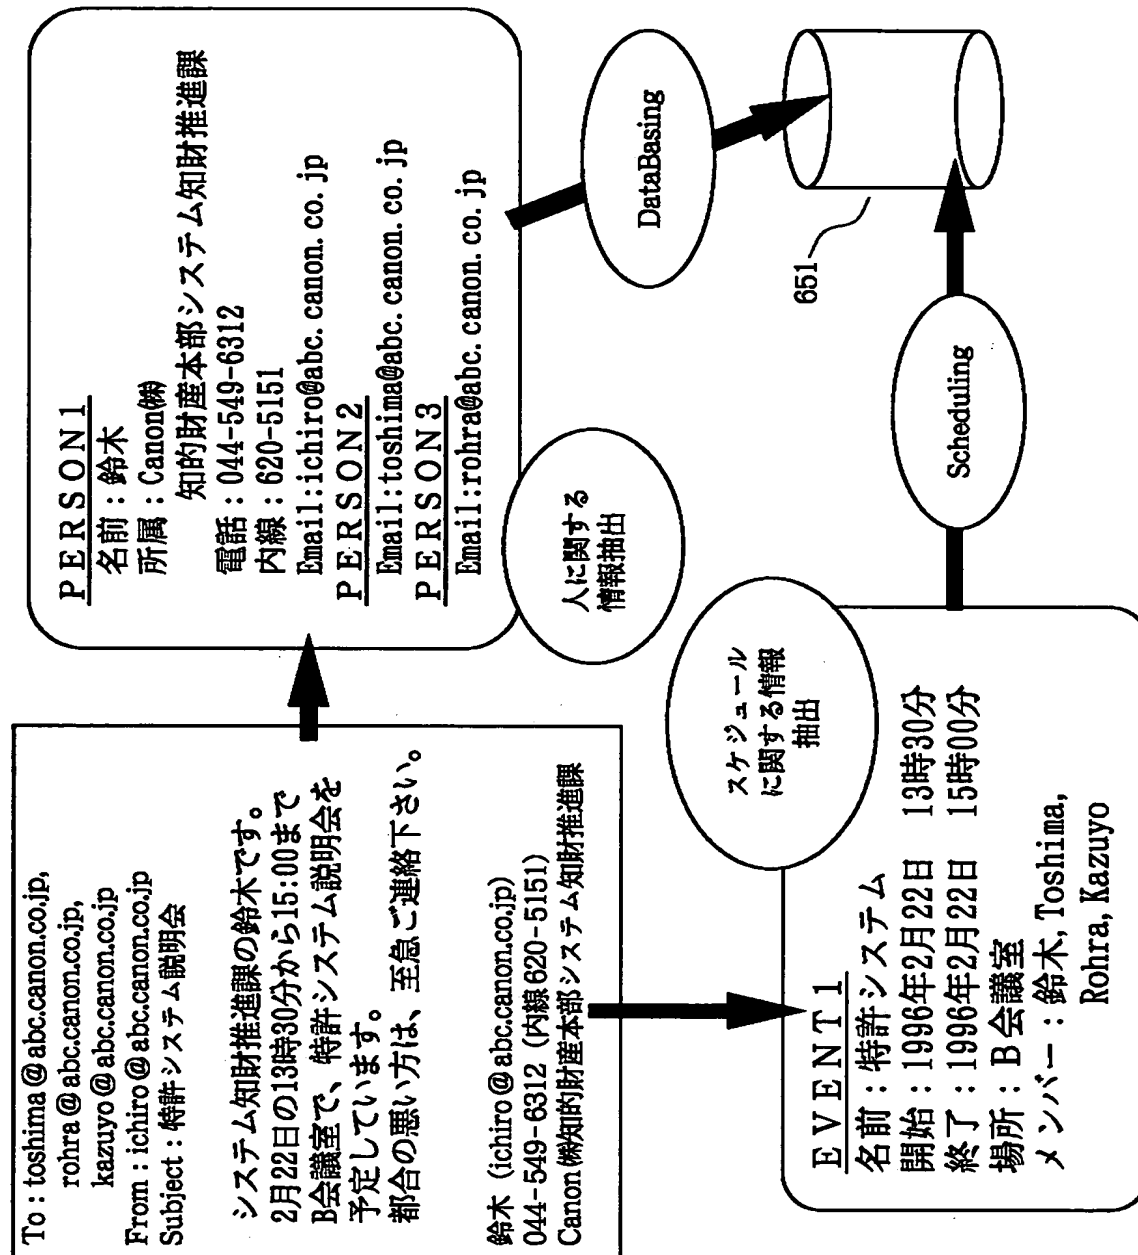 To：toshima@abc.canon.co.jp,
rohra@abc.canon.co.jp,
kazuyo@abc.canon.co.jp
From：ichiro@abc.canon.co.jp
Subject：特許システム説明会
システム知財推進課の鈴木です。
2月22日の13時30分から15:00まで
B会議室で、特許システム説明会を
予定しています。
都合の悪い方は、至急ご連絡下さい。
鈴木（ichiro@abc.canon.co.jp）
044-549-6312（内線620-5151）
Canon㈱知的財産本部システム知財推進課
PERSON1
名前：鈴木
所属：Canon㈱
知的財産本部システム知財推進課
電話：044-549-6312
内線：620-5151
Email:ichiro@abc.canon.co.jp
PERSON2
Email:toshima@abc.canon.co.jp
PERSON3
Email:rohra@abc.canon.co.jp
人に関する
情報抽出
DataBasing
651
EVENT1
名前：特許システム
開始：1996年2月22日　13時30分
終了：1996年2月22日　15時00分
場所：B会議室
メンバー：鈴木,Toshima,
Rohra,Kazuyo
スケジュール
に関する情報
抽出
Scheduling